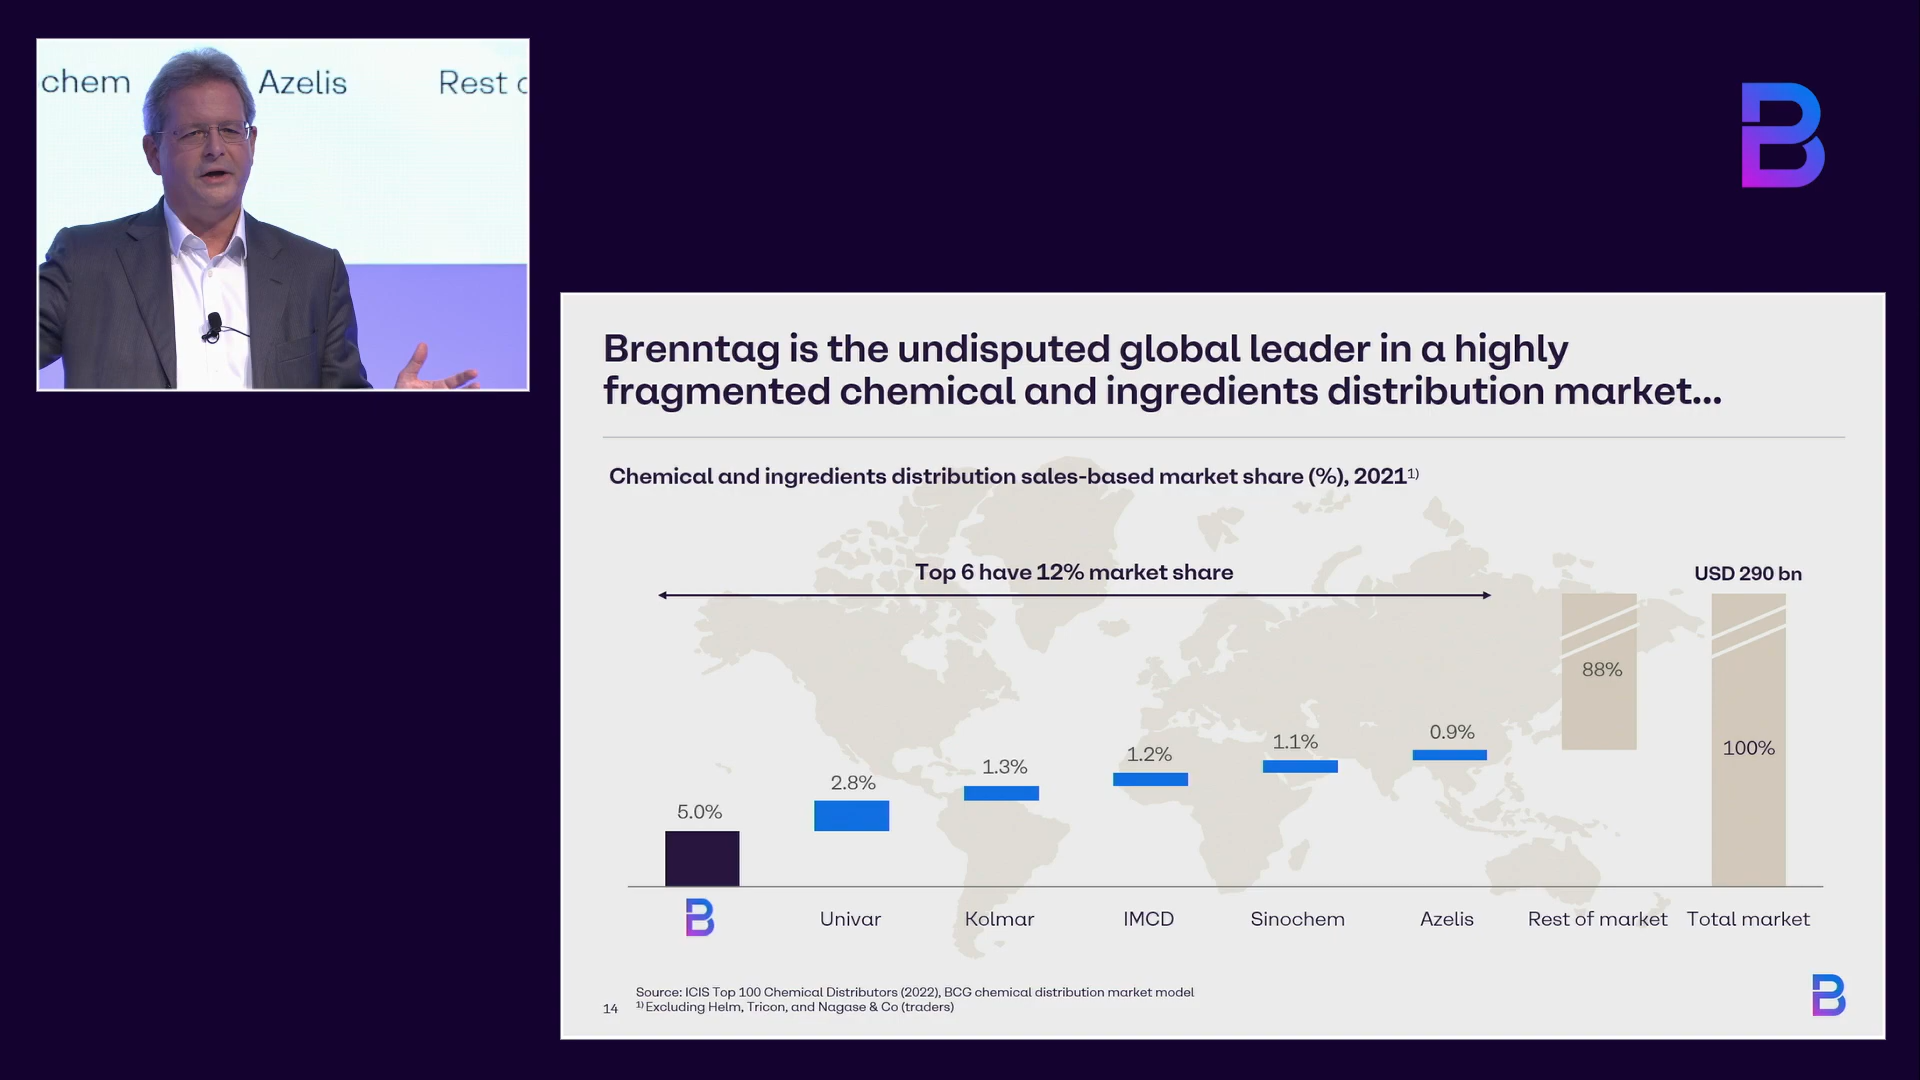 chem
Azelis
Rest
Brenntag is the undisputed global leader in a highly
fragmented chemical and ingredients distribution market...
Chemical and ingredients distribution sales-based market share (%), 2021¹⁾
Top 6 have 12% market share
USD 290 bn
88%
100%
0.9%
1.1%
1.2%
1.3%
2.8%
5.0%
B
Univar
Kolmar
IMCD
Sinochem
Azelis
Rest of market
Total market
Source: ICIS Top 100 Chemical Distributors (2022), BCG chemical distribution market model
14
¹⁾ Excluding Helm, Tricon, and Nagase & Co (traders)